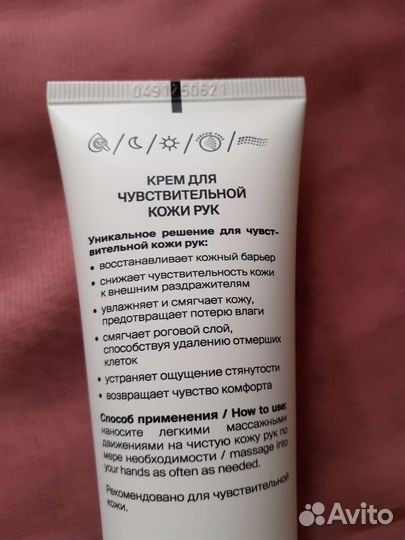 0491250621
КРЕМ ДЛЯ
ЧУВСТВИТЕЛЬНОЙ
КОЖИ РУК
Уникальное решение для чувст-
вительной кожи рук:
• восстанавливает кожный барьер
• снижает чувствительность кожи
к внешним раздражителям
• увлажняет и смягчает кожу,
предотвращает потерю влаги
• смягчает роговой слой,
способствуя удалению отмерших
клеток
• устраняет ощущение стянутости
• возвращает чувство комфорта
Способ применения / How to use:
наносите легкими массажными
движениями на чистую кожу рук по
мере необходимости / massage into
your hands as often as needed.
Рекомендовано для чувствительной
кожи.
Avito